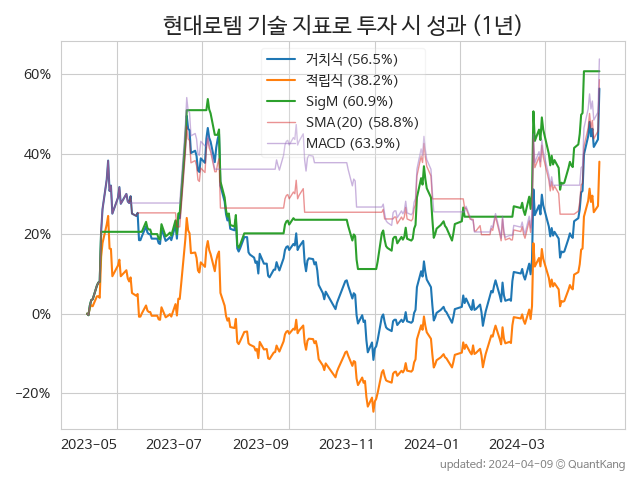 현대로템 기술 지표로 투자 시 성과 (1년)
거치식 (56.5%)
적립식 (38.2%)
SigM (60.9%)
SMA(20) (58.8%)
MACD (63.9%)
60%
40%
20%
0%
−20%
2023-05 2023-07 2023-09 2023-11 2024-01 2024-03
updated: 2024-04-09 © QuantKang